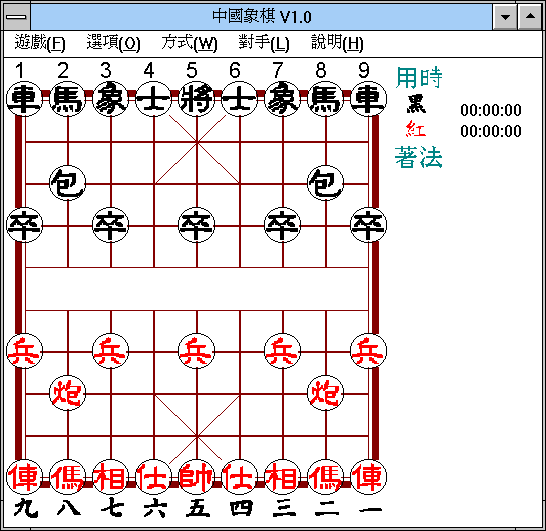 中國象棋 V1.0
遊戲(F) 選項(O) 方式(W) 對手(L) 說明(H)
1 2 3 4 5 6 7 8 9
用時
黑 00:00:00
紅 00:00:00
著法
車 馬 象 士 將 士 象 馬 車
包 包
卒 卒 卒 卒 卒
兵 兵 兵 兵 兵
炮 炮
俥 傌 相 仕 帥 仕 相 傌 俥
九 八 七 六 五 四 三 二 一